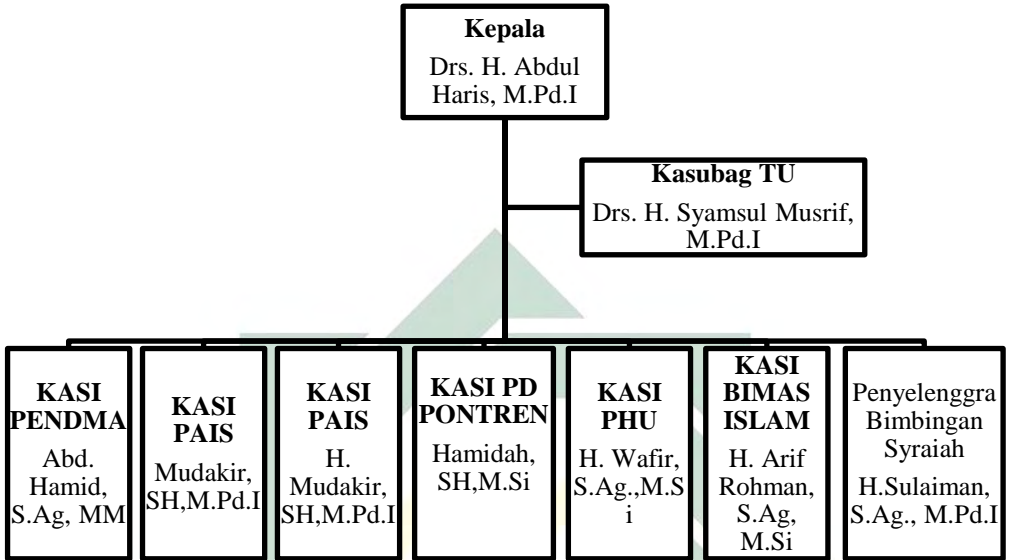 Kepala
Drs. H. Abdul
Haris, M.Pd.I
Kasubag TU
Drs. H. Syamsul Musrif,
M.Pd.I
KASI
PENDMA
Abd.
Hamid,
S.Ag, MM
KASI
PAIS
Mudakir,
SH,M.Pd.I
KASI
PAIS
H.
Mudakir,
SH,M.Pd.I
KASI PD
PONTREN
Hamidah,
SH,M.Si
KASI
PHU
H. Wafir,
S.Ag.,M.S
i
KASI
BIMAS
ISLAM
H. Arif
Rohman,
S.Ag,
M.Si
Penyelenggra
Bimbingan
Syraiah
H.Sulaiman,
S.Ag., M.Pd.I